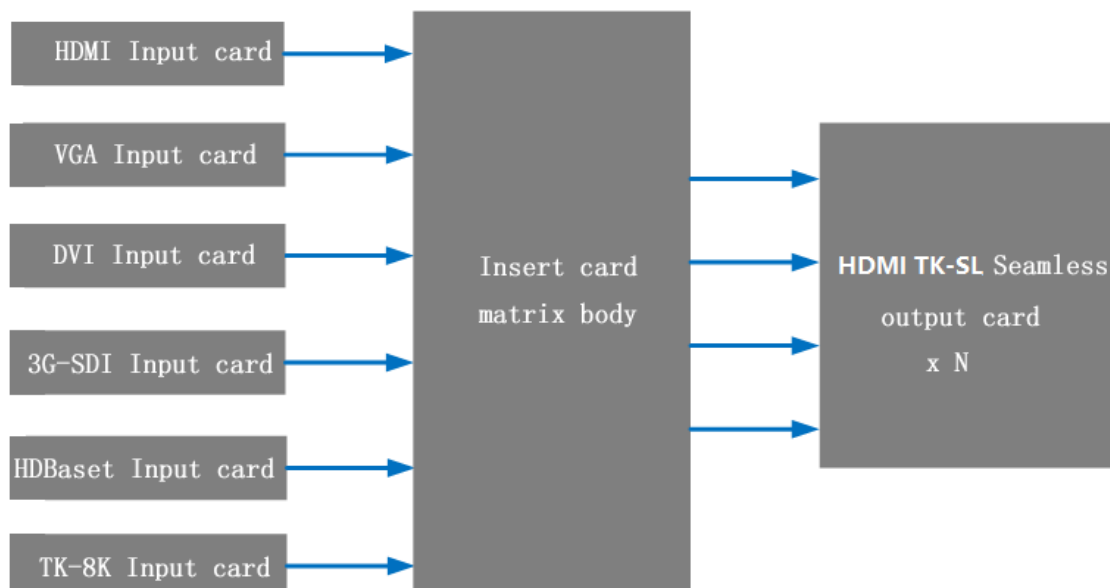 HDMI Input card
VGA Input card
DVI Input card
3G-SDI Input card
HDBaset Input card
TK-8K Input card
Insert card
matrix body
HDMI TK-SL Seamless
output card
x N